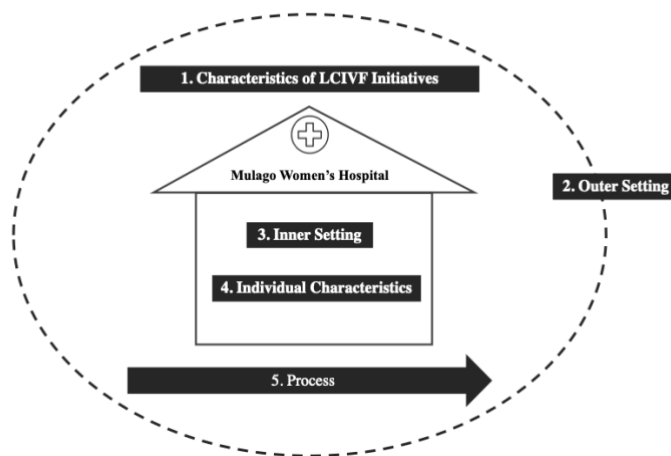 1. Characteristics of LCIVF Initiatives
Mulago Women's Hospital
2. Outer Setting
3. Inner Setting
4. Individual Characteristics
5. Process